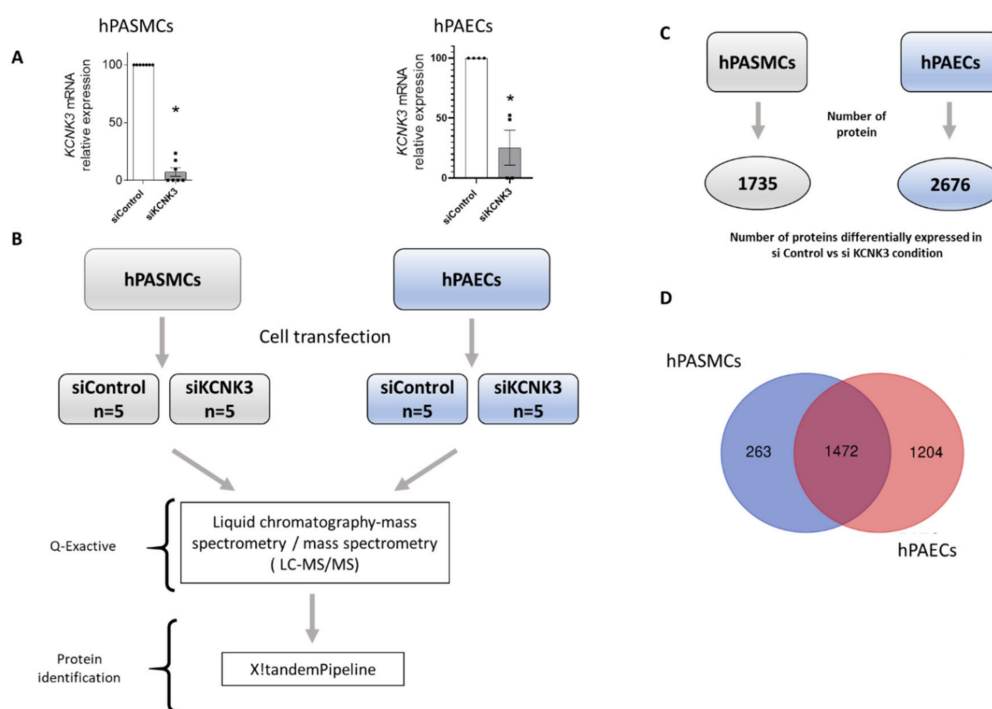 hPASMCs
hPAECs
A
KCNK3 mRNA
relative expression
100
50
0
siControl
siKCNK3
*
KCNK3 mRNA
relative expression
100
50
0
siControl
siKCNK3
*
B
hPASMCs
hPAECs
Cell transfection
siControl
n=5
siKCNK3
n=5
siControl
n=5
siKCNK3
n=5
Q-Exactive
Liquid chromatography-mass
spectrometry / mass spectrometry
( LC-MS/MS)
Protein
identification
X!tandemPipeline
C
hPASMCs
hPAECs
Number of
protein
1735
2676
Number of proteins differentially expressed in
si Control vs si KCNK3 condition
D
hPASMCs
263
1472
1204
hPAECs